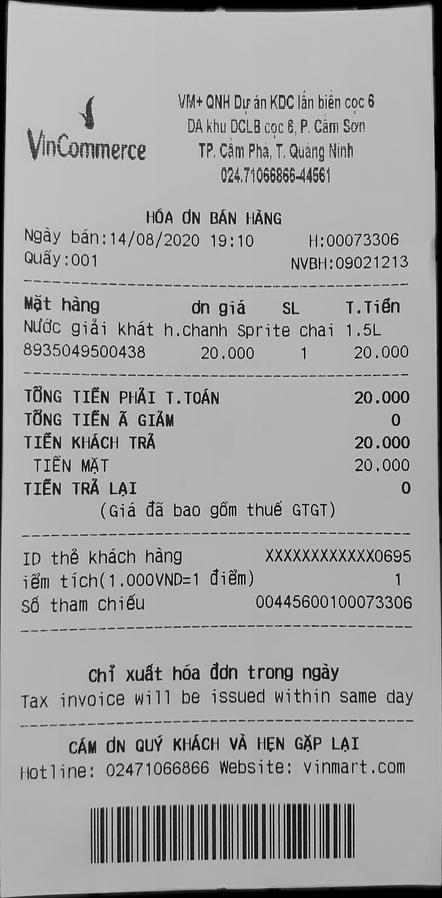 VinCommerce
VM+ QNH Dự án KDC lấn biên cọc 6
DA khu DCLB cọc 6, P. Cẩm Sơn
TP. Cẩm Phả, T. Quảng Ninh
024.71066866-44561
HÓA ƠN BÁN HÀNG
Ngày bán:14/08/2020 19:10 H:00073306
Quầy:001 NVBH:09021213
Mặt hàng ơn giá SL T.Tiền
Nước giải khát h.chanh Sprite chai 1.5L
8935049500438 20.000 1 20.000
TỔNG TIỀN PHẢI T.TOÁN 20.000
TỔNG TIỀN Ã GIẢM 0
TIỀN KHÁCH TRẢ 20.000
TIỀN MẶT 20.000
TIỀN TRẢ LẠI 0
(Giá đã bao gồm thuế GTGT)
ID thẻ khách hàng XXXXXXXXXXXX0695
iểm tích(1.000VND=1 điểm) 1
Số tham chiếu 00445600100073306
Chỉ xuất hóa đơn trong ngày
Tax invoice will be issued within same day
CẢM ƠN QUÝ KHÁCH VÀ HẸN GẶP LẠI
Hotline: 02471066866 Website: vinmart.com